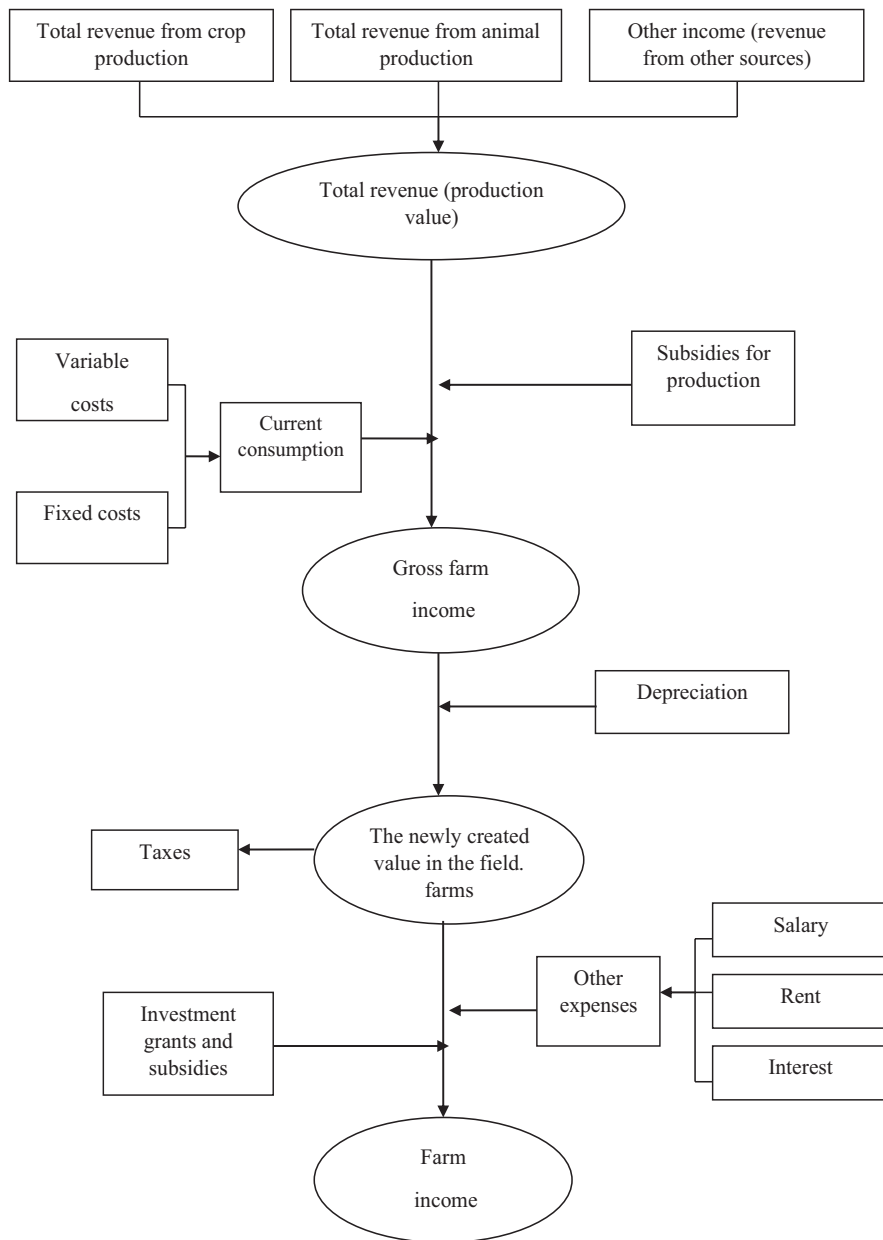 Total revenue from crop
production
Total revenue from animal
production
Other income (revenue
from other sources)
Total revenue (production
value)
Variable
costs
Subsidies for
production
Current
consumption
Fixed costs
Gross farm
income
Depreciation
The newly created
value in the field.
farms
Taxes
Salary
Other
expenses
Rent
Investment
grants and
subsidies
Interest
Farm
income